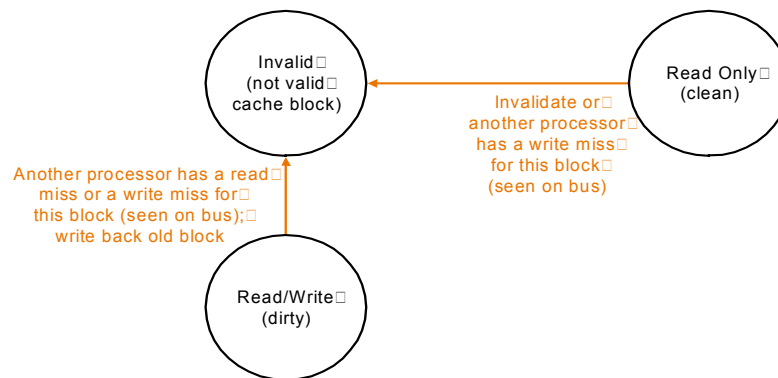 Invalid
(not valid
cache block)
Read Only
(clean)
Invalidate or
another processor
has a write miss
for this block
(seen on bus)
Another processor has a read
miss or a write miss for
this block (seen on bus);
write back old block
Read/Write
(dirty)